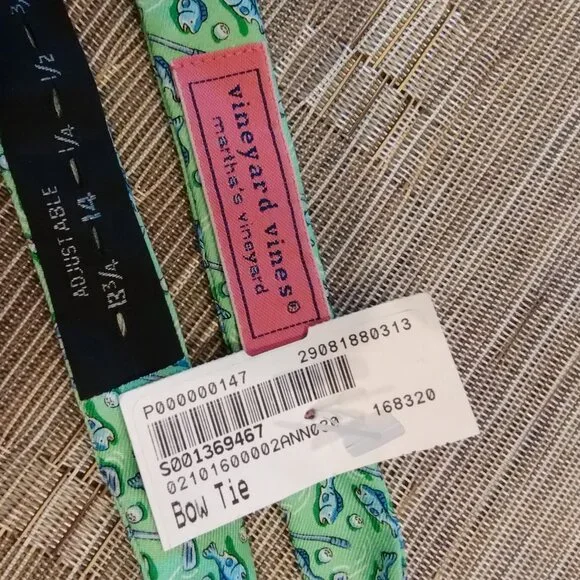 ADJUSTABLE
13 3/4 - 14 - 1/4 - 1/2 -
vineyard vines®
martha's vineyard
P000000147
29081880313
S001369467
168320
02101600002ANN020
Bow Tie